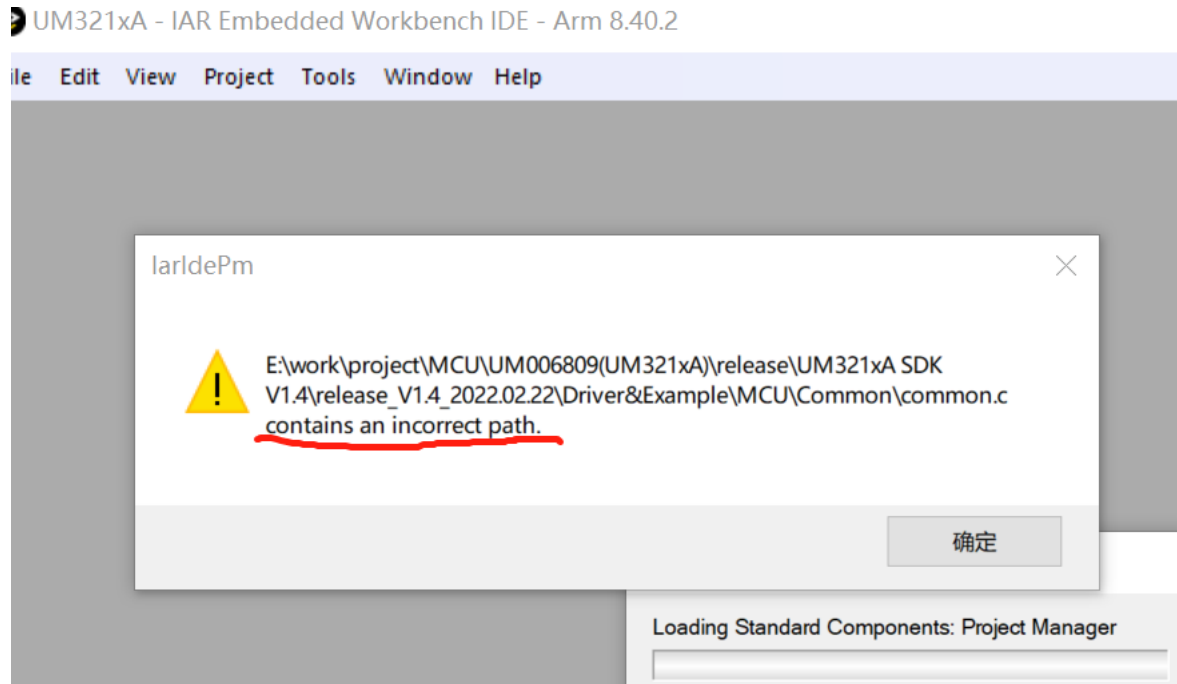 UM321xA - IAR Embedded Workbench IDE - Arm 8.40.2
ile Edit View Project Tools Window Help
IarIdePm
E:\work\project\MCU\UM006809(UM321xA)\release\UM321xA SDK
V1.4\release_V1.4_2022.02.22\Driver&Example\MCU\Common\common.c
contains an incorrect path.
确定
Loading Standard Components: Project Manager